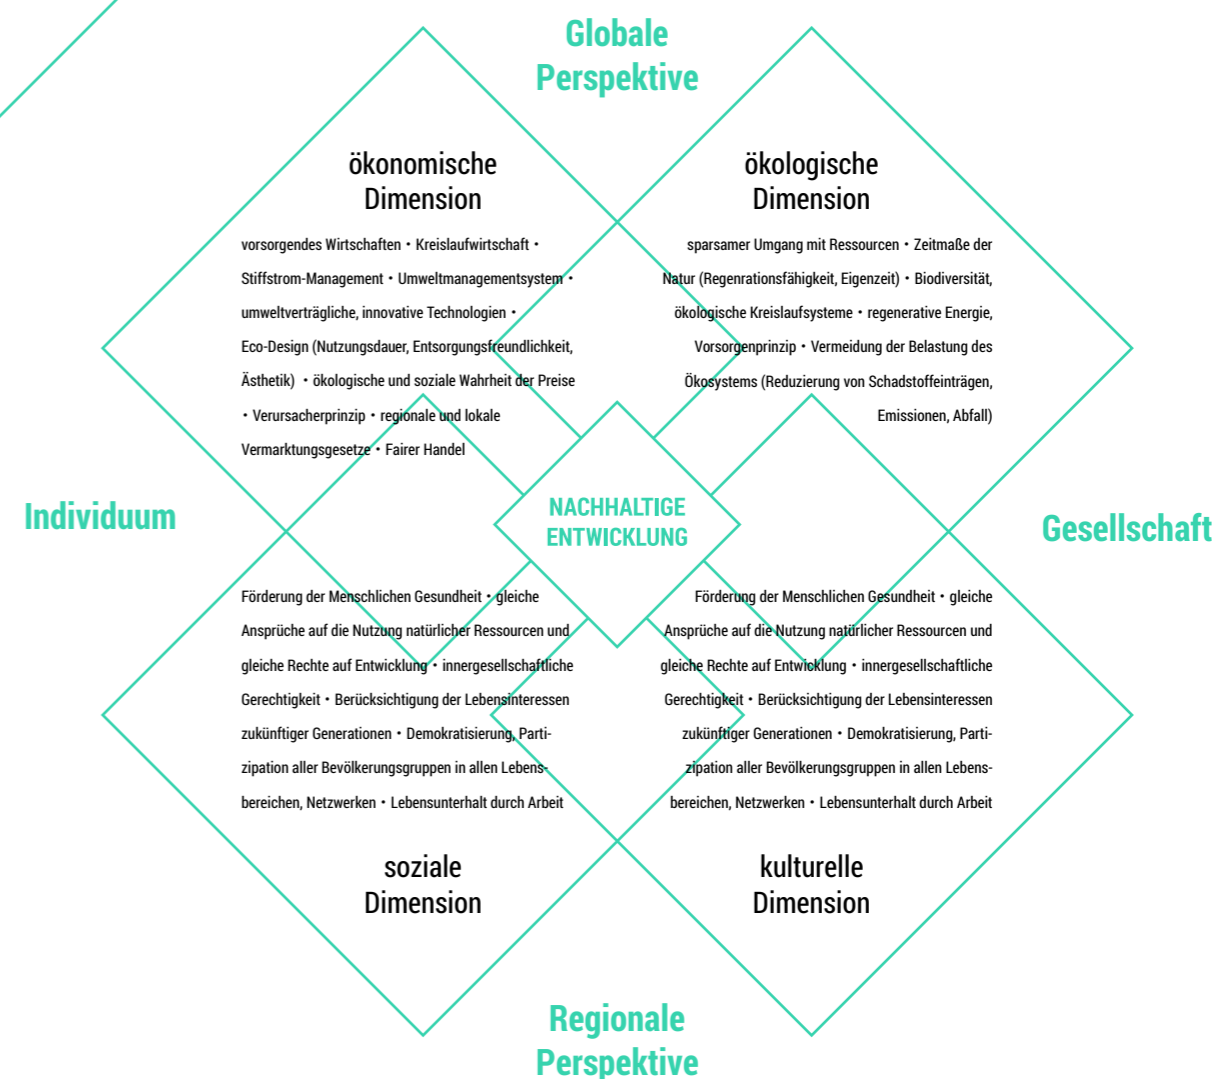 Globale
Perspektive
ökonomische
Dimension
vorsorgendes Wirtschaften • Kreislaufwirtschaft •
Stiffstrom-Management • Umweltmanagementsystem •
umweltverträgliche, innovative Technologien •
Eco-Design (Nutzungsdauer, Entsorgungsfreundlichkeit,
Ästhetik) • ökologische und soziale Wahrheit der Preise
• Verursacherprinzip • regionale und lokale
Vermarktungsgesetze • Fairer Handel
ökologische
Dimension
sparsamer Umgang mit Ressourcen • Zeitmaße der
Natur (Regenrationsfähigkeit, Eigenzeit) • Biodiversität,
ökologische Kreislaufsysteme • regenerative Energie,
Vorsorgenprinzip • Vermeidung der Belastung des
Ökosystems (Reduzierung von Schadstoffeinträgen,
Emissionen, Abfall)
Individuum
NACHHALTIGE
ENTWICKLUNG
Gesellschaft
Förderung der Menschlichen Gesundheit • gleiche
Ansprüche auf die Nutzung natürlicher Ressourcen und
gleiche Rechte auf Entwicklung • innergesellschaftliche
Gerechtigkeit • Berücksichtigung der Lebensinteressen
zukünftiger Generationen • Demokratisierung, Parti-
zipation aller Bevölkerungsgruppen in allen Lebens-
bereichen, Netzwerken • Lebensunterhalt durch Arbeit
soziale
Dimension
Förderung der Menschlichen Gesundheit • gleiche
Ansprüche auf die Nutzung natürlicher Ressourcen und
gleiche Rechte auf Entwicklung • innergesellschaftliche
Gerechtigkeit • Berücksichtigung der Lebensinteressen
zukünftiger Generationen • Demokratisierung, Parti-
zipation aller Bevölkerungsgruppen in allen Lebens-
bereichen, Netzwerken • Lebensunterhalt durch Arbeit
kulturelle
Dimension
Regionale
Perspektive